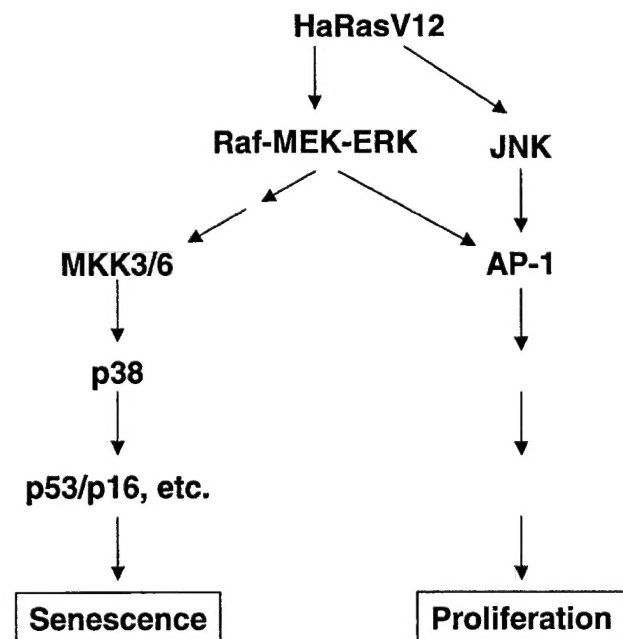 HaRasV12
Raf-MEK-ERK JNK
MKK3/6 AP-1
p38
p53/p16, etc.
Senescence Proliferation